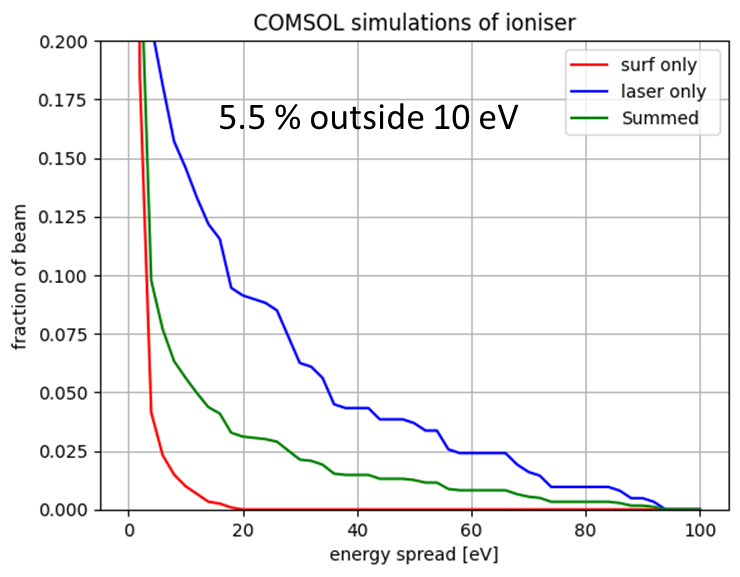 COMSOL simulations of ioniser
0.200
0.175
0.150
0.125
0.100
0.075
0.050
0.025
0.000
fraction of beam
5.5 % outside 10 eV
surf only
laser only
Summed
0
20
40
60
80
100
energy spread [eV]